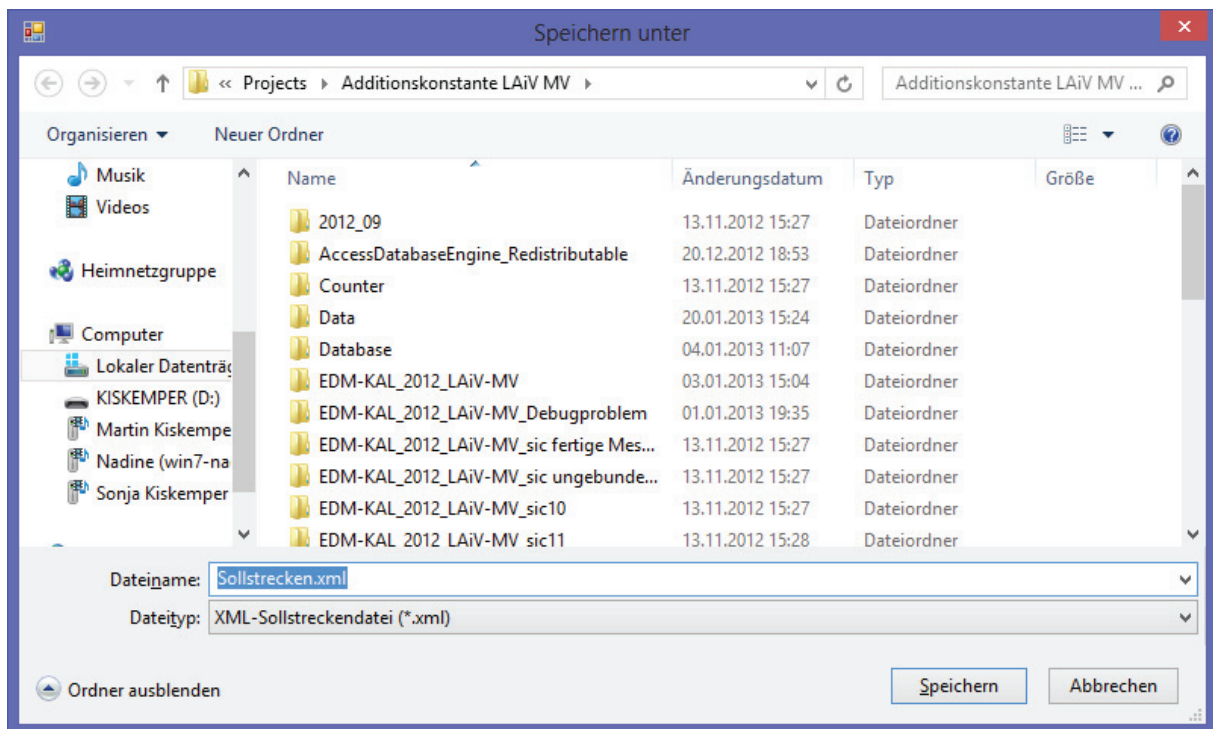 Speichern unter
« Projects ▸ Additionskonstante LAiV MV ▸
Additionskonstante LAiV MV ...
Organisieren
Neuer Ordner
Musik
Videos
Heimnetzgruppe
Computer
Lokaler Datenträg
KISKEMPER (D:)
Martin Kiskempe
Nadine (win7-na
Sonja Kiskemper
Name Änderungsdatum Typ Größe
2012_09 13.11.2012 15:27 Dateiordner
AccessDatabaseEngine_Redistributable 20.12.2012 18:53 Dateiordner
Counter 13.11.2012 15:27 Dateiordner
Data 20.01.2013 15:24 Dateiordner
Database 04.01.2013 11:07 Dateiordner
EDM-KAL_2012_LAiV-MV 03.01.2013 15:04 Dateiordner
EDM-KAL_2012_LAiV-MV_Debugproblem 01.01.2013 19:35 Dateiordner
EDM-KAL_2012_LAiV-MV_sic fertige Mes... 13.11.2012 15:27 Dateiordner
EDM-KAL_2012_LAiV-MV_sic ungebunde... 13.11.2012 15:27 Dateiordner
EDM-KAL_2012_LAiV-MV_sic10 13.11.2012 15:27 Dateiordner
EDM-KAL_2012_LAiV-MV_sic11 13.11.2012 15:28 Dateiordner
Dateiname: Sollstrecken.xml
Dateityp: XML-Sollstreckendatei (*.xml)
Ordner ausblenden
Speichern
Abbrechen